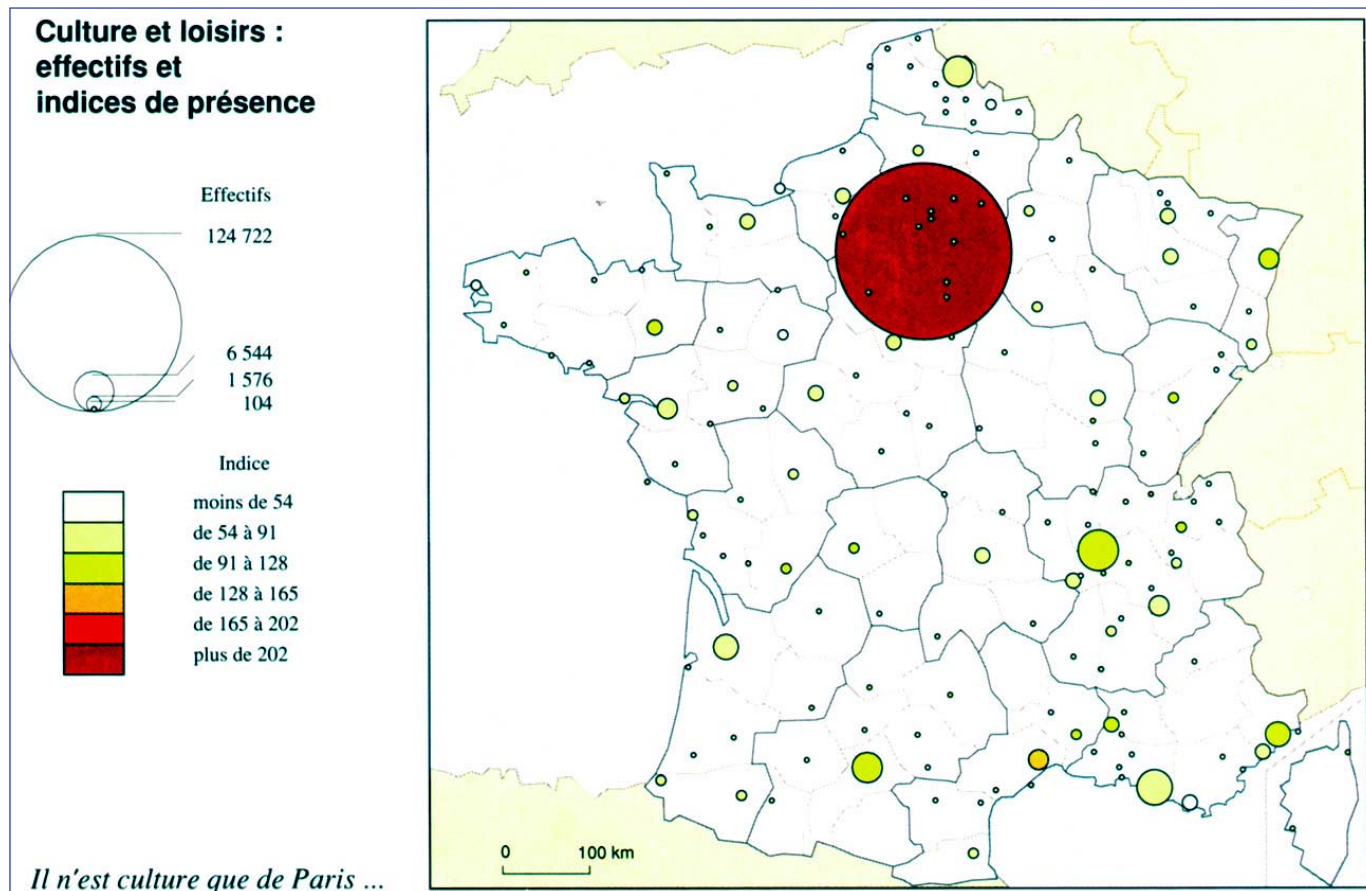 Culture et loisirs :
effectifs et
indices de présence
Effectifs
124 722
6 544
1 576
104
Indice
moins de 54
de 54 à 91
de 91 à 128
de 128 à 165
de 165 à 202
plus de 202
0 100 km
Il n'est culture que de Paris ...